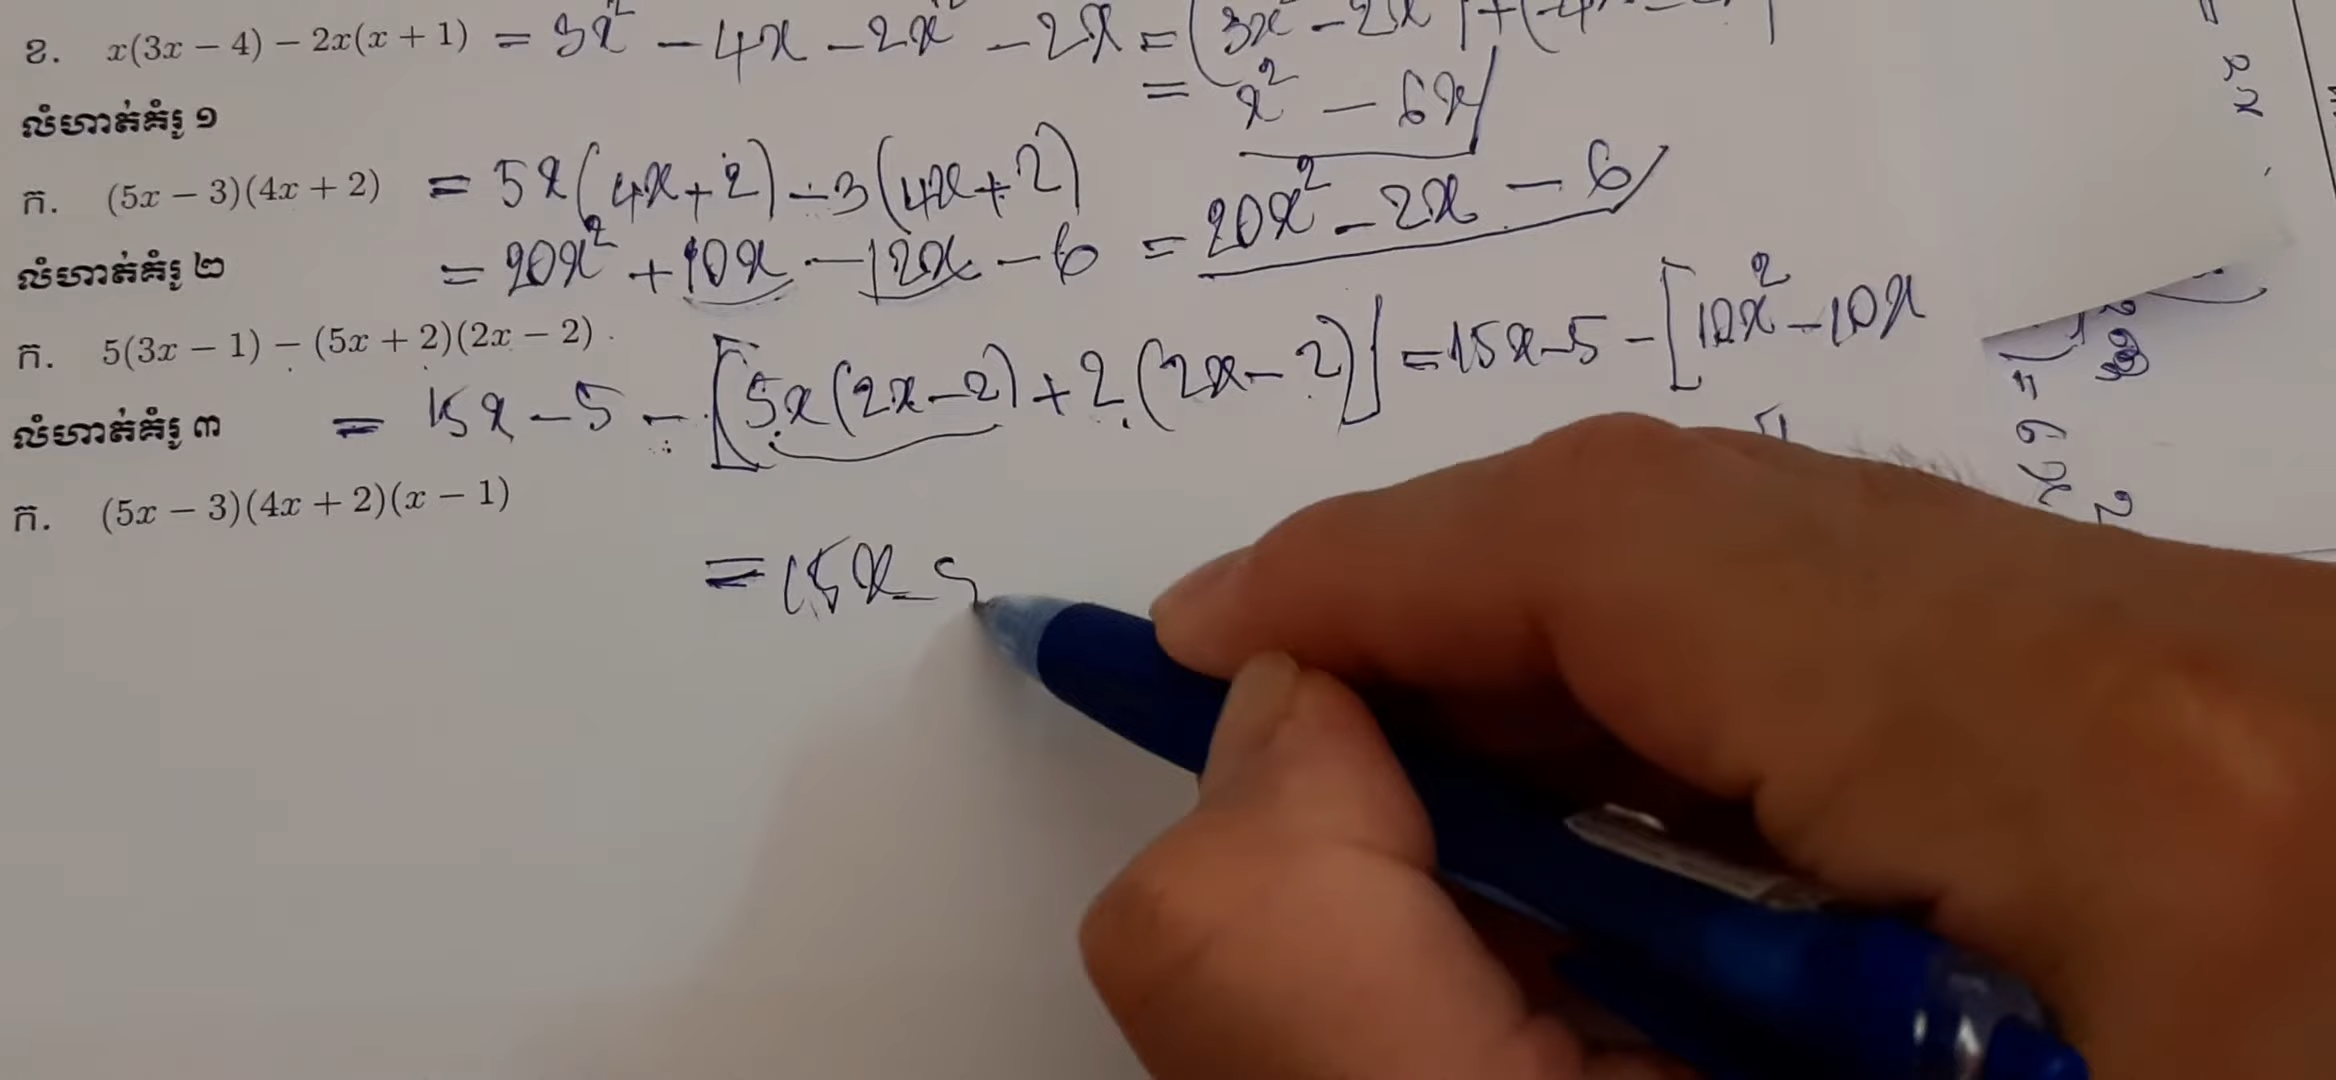 ខ. x(3x − 4) − 2x(x + 1) = 3x² − 4x − 2x² − 2x = (3x² − 2x
= x² − 6x
លំហាត់គំរូ ១
ក. (5x − 3)(4x + 2) = 5x(4x+2) − 3(4x+2)
= 20x² + 10x − 12x − 6 = 20x² − 2x − 6
លំហាត់គំរូ ២
ក. 5(3x − 1) − (5x + 2)(2x − 2)
= 15x − 5 − [5x(2x−2) + 2(2x−2)] = 15x−5 − [10x² − 10x
លំហាត់គំរូ ៣
ក. (5x − 3)(4x + 2)(x − 1)
= 15x −